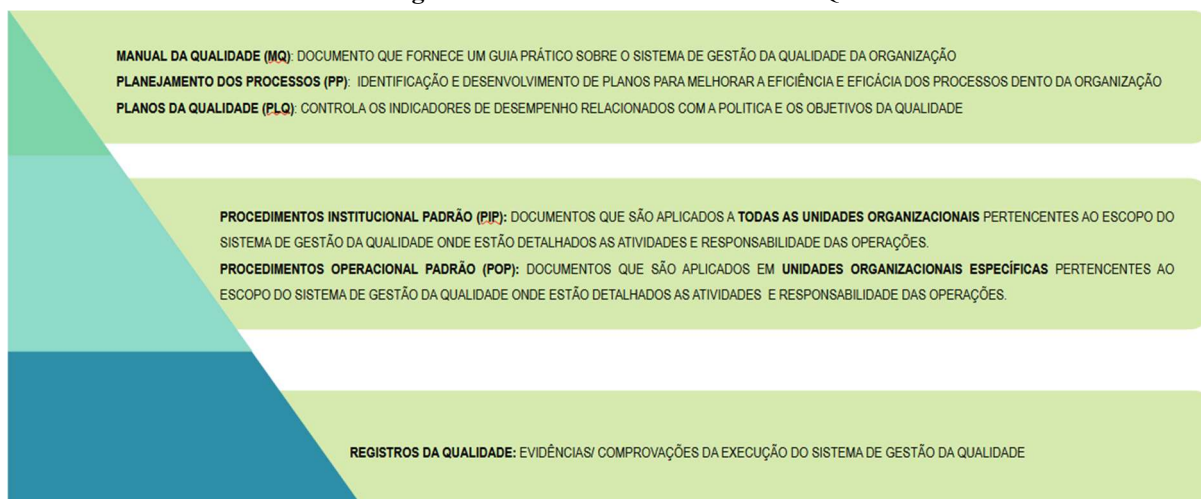 MANUAL DA QUALIDADE (MQ): DOCUMENTO QUE FORNECE UM GUIA PRÁTICO SOBRE O SISTEMA DE GESTÃO DA QUALIDADE DA ORGANIZAÇÃO
PLANEJAMENTO DOS PROCESSOS (PP): IDENTIFICAÇÃO E DESENVOLVIMENTO DE PLANOS PARA MELHORAR A EFICIÊNCIA E EFICÁCIA DOS PROCESSOS DENTO DA ORGANIZAÇÃO
PLANOS DA QUALIDADE (PLQ): CONTROLA OS INDICADORES DE DESEMPENHO RELACIONADOS COM A POLITICA E OS OBJETIVOS DA QUALIDADE
PROCEDIMENTOS INSTITUCIONAL PADRÃO (PIP): DOCUMENTOS QUE SÃO APLICADOS A TODAS AS UNIDADES ORGANIZACIONAIS PERTENCENTES AO ESCOPO DO
SISTEMA DE GESTÃO DA QUALIDADE ONDE ESTÃO DETALHADOS AS ATIVIDADES E RESPONSABILIDADE DAS OPERAÇÕES.
PROCEDIMENTOS OPERACIONAL PADRÃO (POP): DOCUMENTOS QUE SÃO APLICADOS EM UNIDADES ORGANIZACIONAIS ESPECÍFICAS PERTENCENTES AO
ESCOPO DO SISTEMA DE GESTÃO DA QUALIDADE ONDE ESTÃO DETALHADOS AS ATIVIDADES E RESPONSABILIDADE DAS OPERAÇÕES.
REGISTROS DA QUALIDADE: EVIDÊNCIAS/ COMPROVAÇÕES DA EXECUÇÃO DO SISTEMA DE GESTÃO DA QUALIDADE